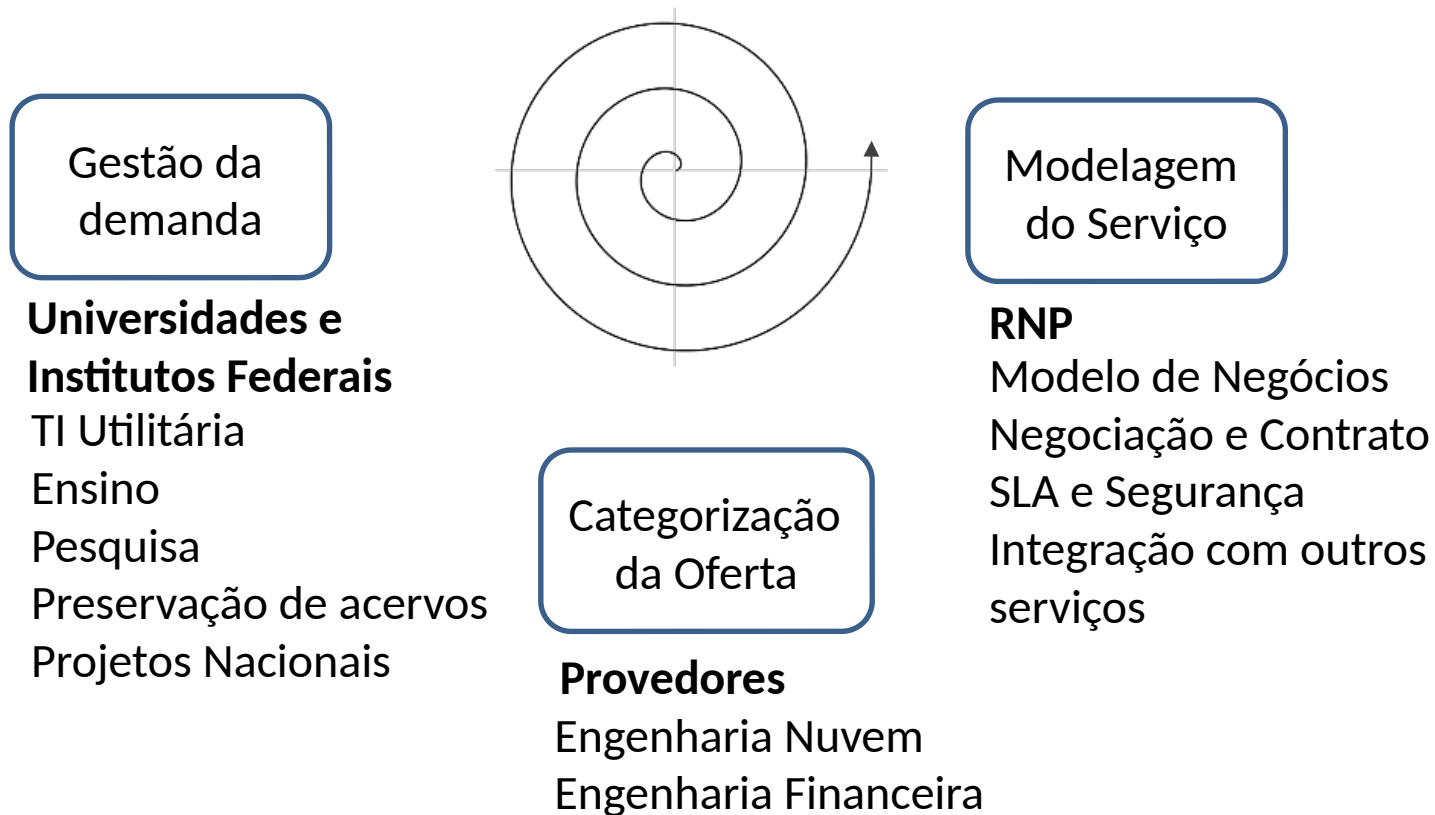 Gestão da
demanda
Universidades e
Institutos Federais
TI Utilitária
Ensino
Pesquisa
Preservação de acervos
Projetos Nacionais
Categorização
da Oferta
Provedores
Engenharia Nuvem
Engenharia Financeira
Modelagem
do Serviço
RNP
Modelo de Negócios
Negociação e Contrato
SLA e Segurança
Integração com outros
serviços